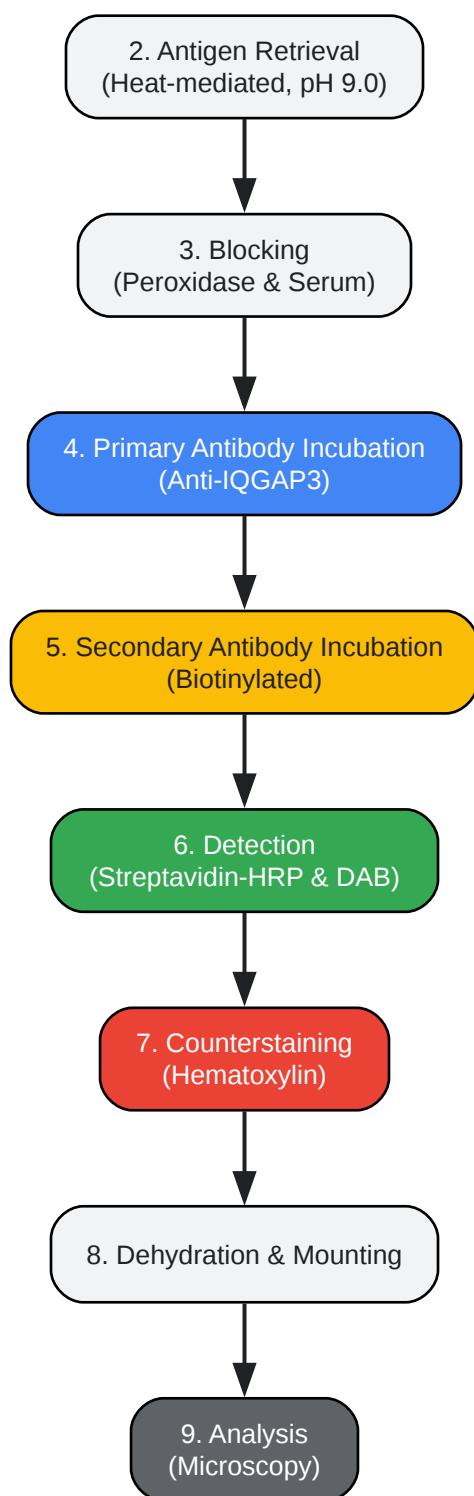 2. Antigen Retrieval
(Heat-mediated, pH 9.0)
3. Blocking
(Peroxidase & Serum)
4. Primary Antibody Incubation
(Anti-IQGAP3)
5. Secondary Antibody Incubation
(Biotinylated)
6. Detection
(Streptavidin-HRP & DAB)
7. Counterstaining
(Hematoxylin)
8. Dehydration & Mounting
9. Analysis
(Microscopy)